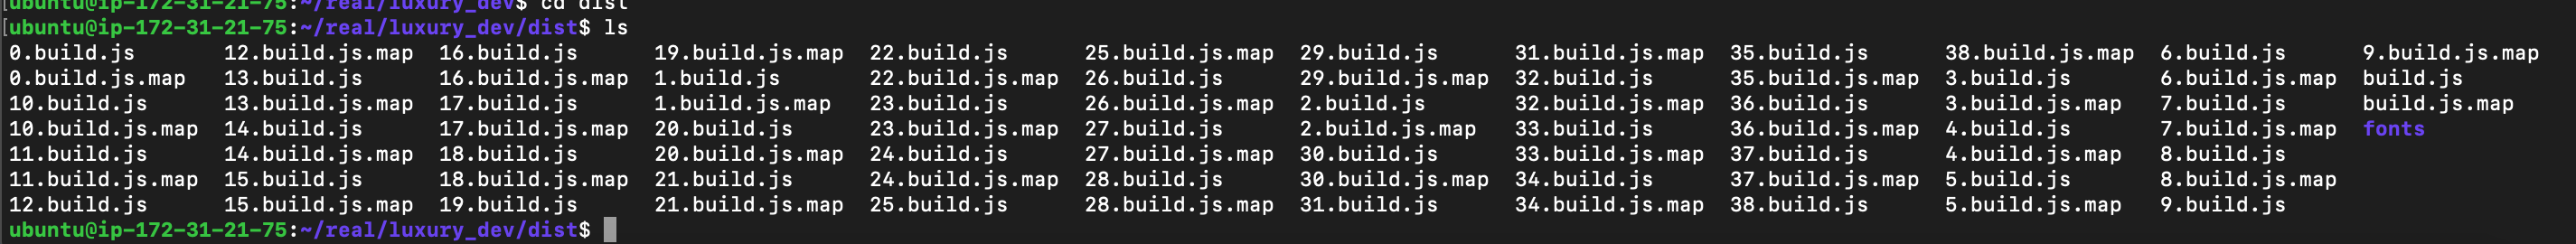 [ubuntu@ip-172-31-21-75:~/real/luxury_dev$ cd dist
[ubuntu@ip-172-31-21-75:~/real/luxury_dev/dist$ ls
0.build.js 12.build.js.map 16.build.js 19.build.js.map 22.build.js 25.build.js.map 29.build.js 31.build.js.map 35.build.js 38.build.js.map 6.build.js 9.build.js.map
0.build.js.map 13.build.js 16.build.js.map 1.build.js 22.build.js.map 26.build.js 29.build.js.map 32.build.js 35.build.js.map 3.build.js 6.build.js.map build.js
10.build.js 13.build.js.map 17.build.js 1.build.js.map 23.build.js 26.build.js.map 2.build.js 32.build.js.map 36.build.js 3.build.js.map 7.build.js build.js.map
10.build.js.map 14.build.js 17.build.js.map 20.build.js 23.build.js.map 27.build.js 2.build.js.map 33.build.js 36.build.js.map 4.build.js 7.build.js.map fonts
11.build.js 14.build.js.map 18.build.js 20.build.js.map 24.build.js 27.build.js.map 30.build.js 33.build.js.map 37.build.js 4.build.js.map 8.build.js
11.build.js.map 15.build.js 18.build.js.map 21.build.js 24.build.js.map 28.build.js 30.build.js.map 34.build.js 37.build.js.map 5.build.js 8.build.js.map
12.build.js 15.build.js.map 19.build.js 21.build.js.map 25.build.js 28.build.js.map 31.build.js 34.build.js.map 38.build.js 5.build.js.map 9.build.js
ubuntu@ip-172-31-21-75:~/real/luxury_dev/dist$